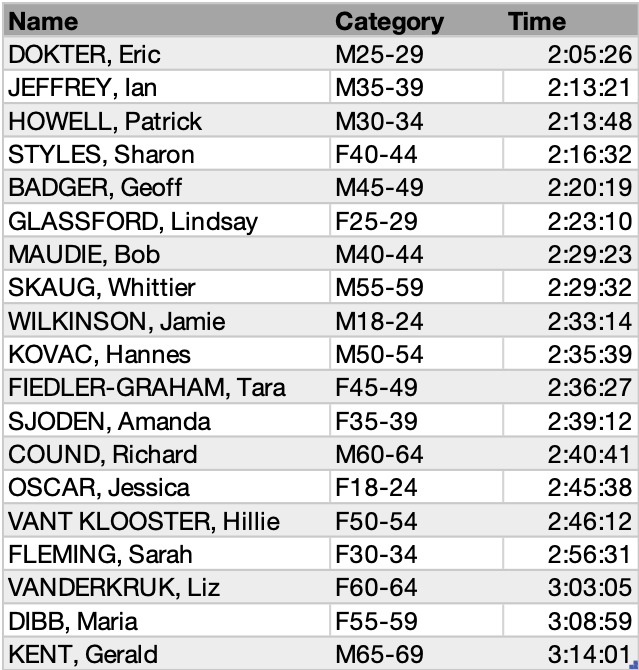 Name Category Time
DOKTER, Eric M25-29 2:05:26
JEFFREY, Ian M35-39 2:13:21
HOWELL, Patrick M30-34 2:13:48
STYLES, Sharon F40-44 2:16:32
BADGER, Geoff M45-49 2:20:19
GLASSFORD, Lindsay F25-29 2:23:10
MAUDIE, Bob M40-44 2:29:23
SKAUG, Whittier M55-59 2:29:32
WILKINSON, Jamie M18-24 2:33:14
KOVAC, Hannes M50-54 2:35:39
FIEDLER-GRAHAM, Tara F45-49 2:36:27
SJODEN, Amanda F35-39 2:39:12
COUND, Richard M60-64 2:40:41
OSCAR, Jessica F18-24 2:45:38
VANT KLOOSTER, Hillie F50-54 2:46:12
FLEMING, Sarah F30-34 2:56:31
VANDERKRUK, Liz F60-64 3:03:05
DIBB, Maria F55-59 3:08:59
KENT, Gerald M65-69 3:14:01